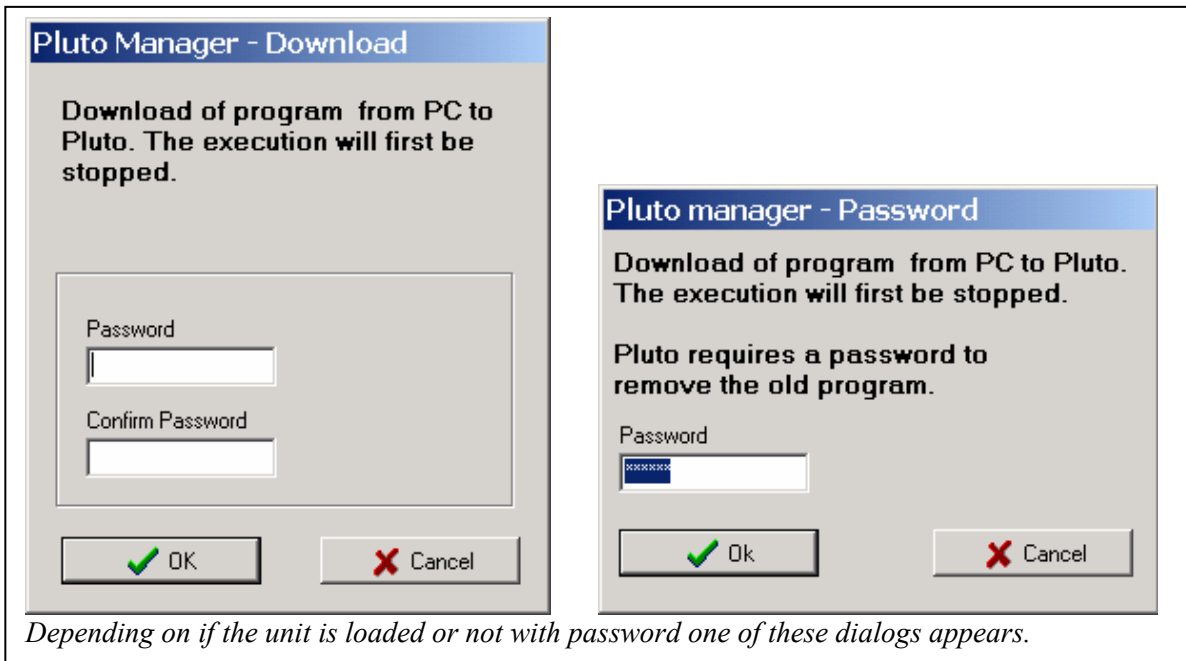 Pluto Manager - Download
Download of program  from PC to
Pluto. The execution will first be
stopped.
Password
Confirm Password
OK
Cancel
Pluto manager - Password
Download of program  from PC to Pluto.
The execution will first be stopped.
Pluto requires a password to
remove the old program.
Password
******
Ok
Cancel
Depending on if the unit is loaded or not with password one of these dialogs appears.